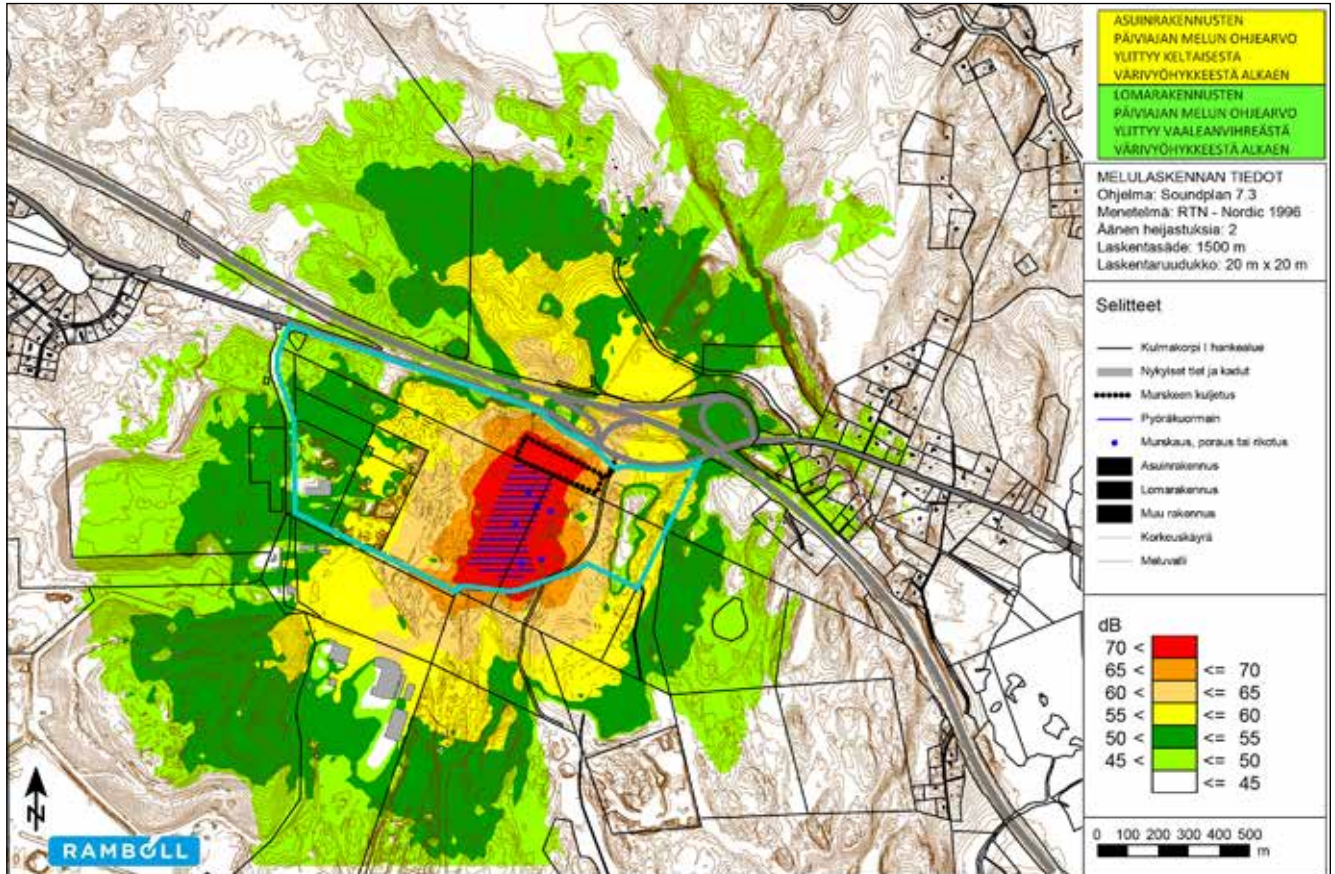 ASUINRAKENNUSTEN
PÄIVIAJAN MELUN OHJEARVO
YLITTYY KELTAISESTA
VÄRIVYÖHYKKEESTÄ ALKAEN
LOMARAKENNUSTEN
PÄIVIAJAN MELUN OHJEARVO
YLITTYY VAALEANVIHREÄSTÄ
VÄRIVYÖHYKKEESTÄ ALKAEN
MELULASKENNAN TIEDOT
Ohjelma: Soundplan 7.3
Menetelmä: RTN - Nordic 1996
Äänen heijastuksia: 2
Laskentasäde: 1500 m
Laskentaruudukko: 20 m x 20 m
Selitteet
Kulmakorpi I hankealue
Nykyiset tiet ja kadut
Murskeen kuljetus
Pyöräkuormain
Murskaus, poraus tai rikotus
Asuinrakennus
Lomarakennus
Muu rakennus
Korkeuskäyrä
Meluvalli
dB
70 <
65 < <= 70
60 < <= 65
55 < <= 60
50 < <= 55
45 < <= 50
<= 45
0 100 200 300 400 500
m
N
RAMBOLL